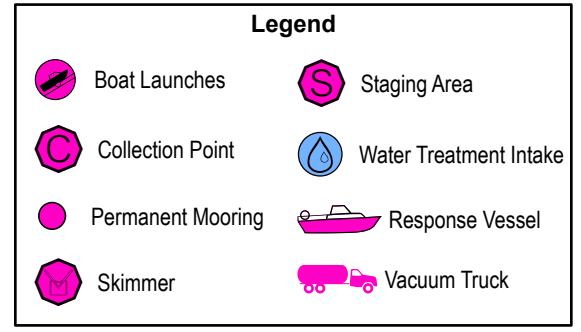 Legend
Boat Launches
S Staging Area
C Collection Point
Water Treatment Intake
Permanent Mooring
Response Vessel
Skimmer
Vacuum Truck